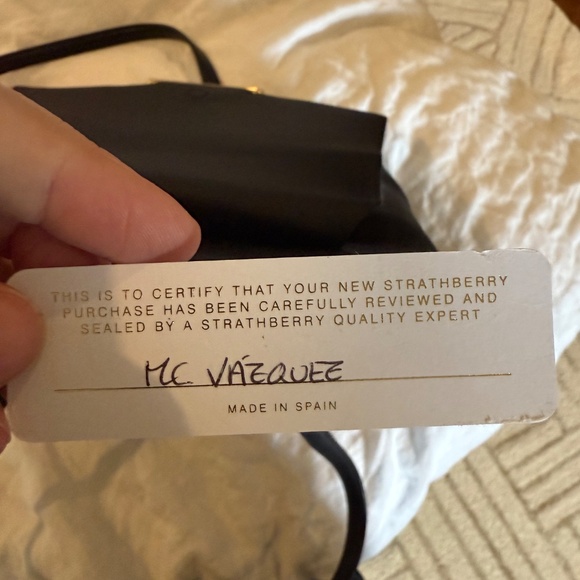 THIS IS TO CERTIFY THAT YOUR NEW STRATHBERRY
PURCHASE HAS BEEN CAREFULLY REVIEWED AND
SEALED BY A STRATHBERRY QUALITY EXPERT
M.C. VÁZQUEZ
MADE IN SPAIN